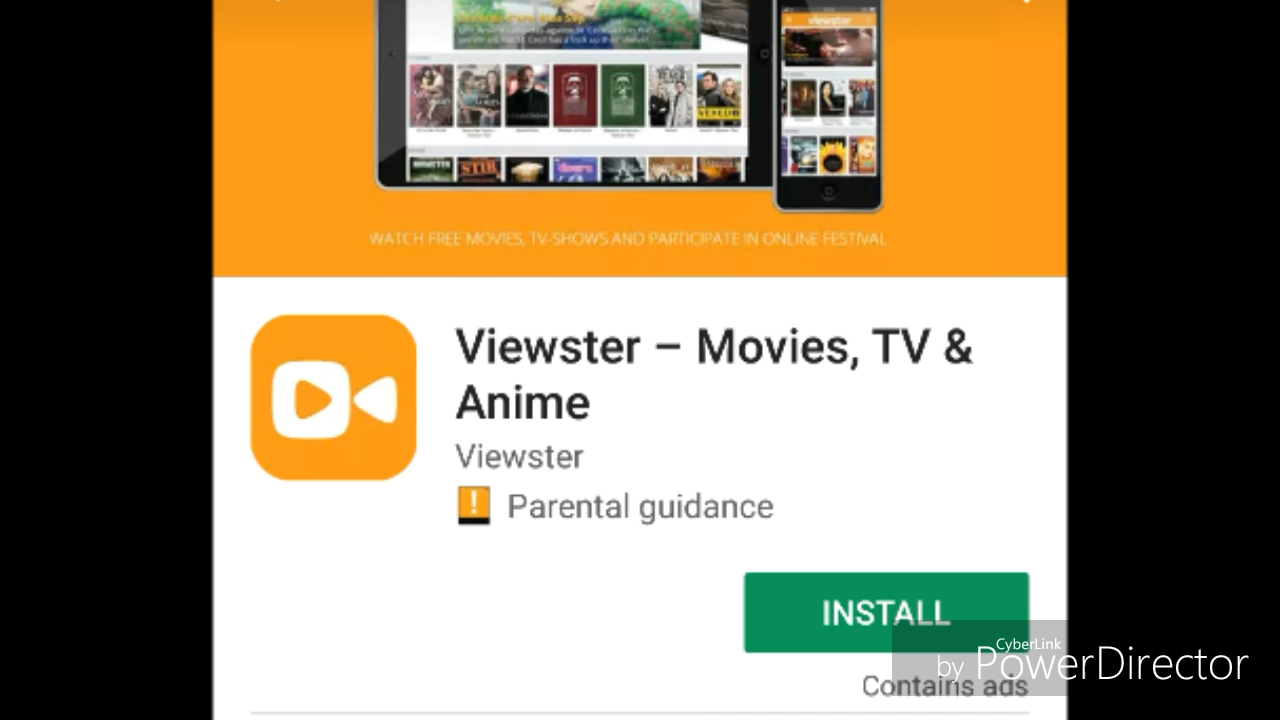 viewster
WATCH FREE MOVIES, TV-SHOWS AND PARTICIPATE IN ONLINE FESTIVAL
Viewster – Movies, TV &
Anime
Viewster
! Parental guidance
INSTALL
CyberLink
by PowerDirector
Contains ads